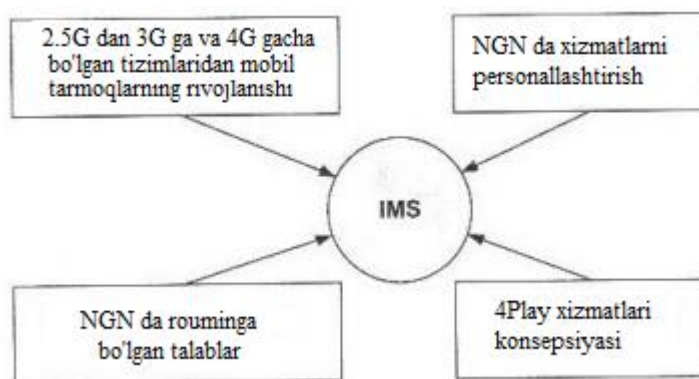 2.5G dan 3G ga va 4G gacha
bo'lgan tizimlaridan mobil
tarmoqlarning rivojlanishi
NGN da xizmatlarni
personallashtirish
IMS
NGN da rouminga
bo'lgan talablar
4Play xizmatlari
konsepsiyasi